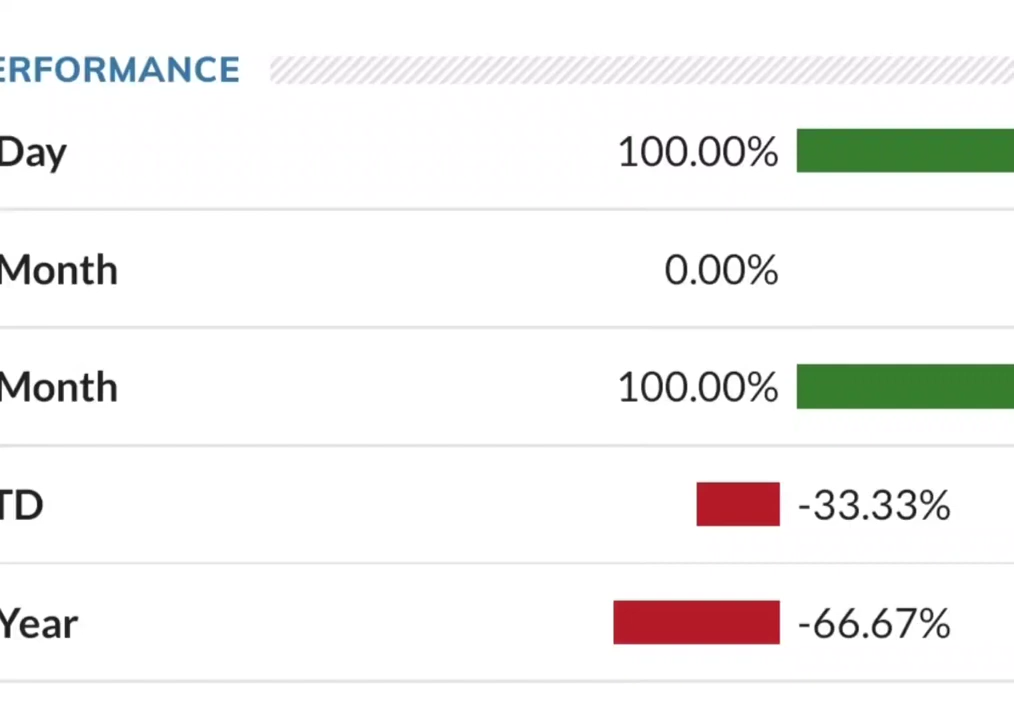 ERFORMANCE
Day 100.00%
Month 0.00%
Month 100.00%
TD -33.33%
Year -66.67%